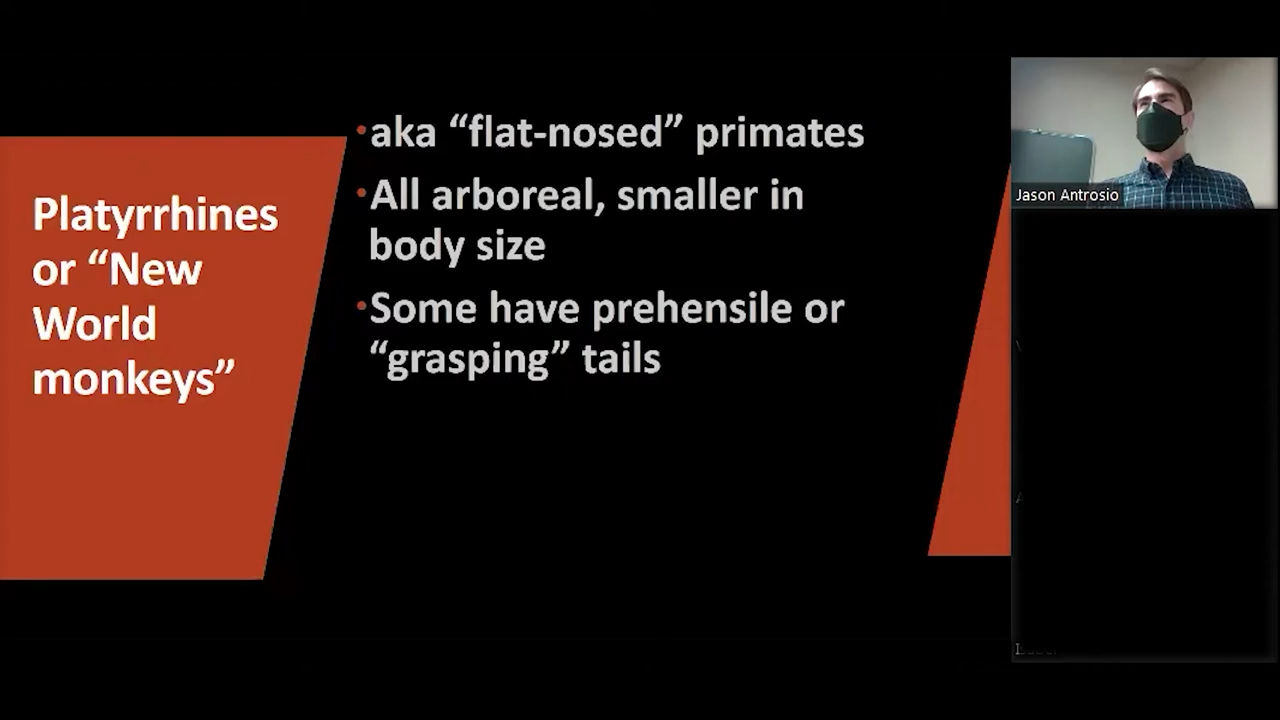 Platyrrhines
or “New
World
monkeys”
•aka “flat-nosed” primates
•All arboreal, smaller in
body size
•Some have prehensile or
“grasping” tails
Jason Antrosio